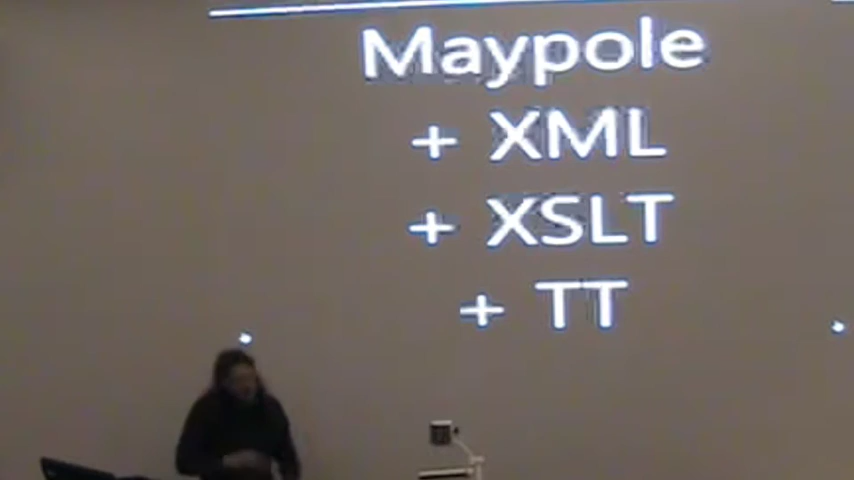 Maypole
+ XML
+ XSLT
+ TT